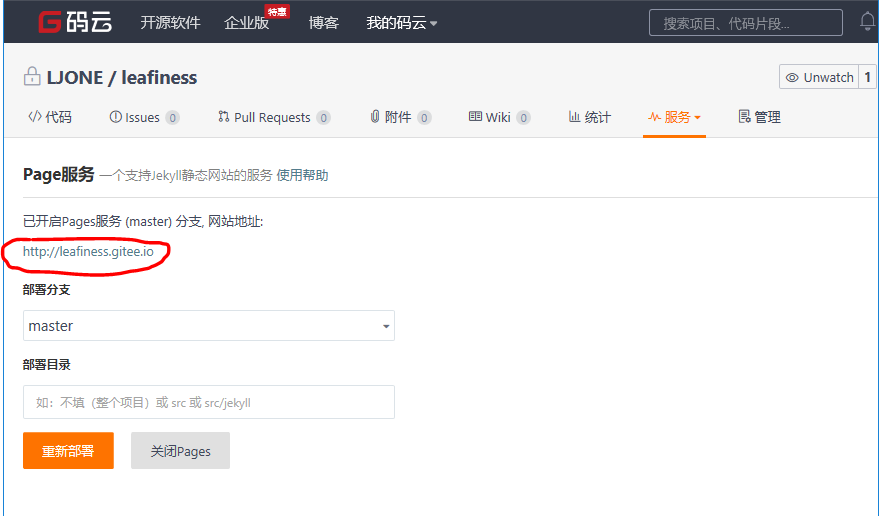 码云 开源软件 企业版 特惠 博客 我的码云 搜索项目、代码片段...
LJONE / leafiness Unwatch 1
代码 Issues 0 Pull Requests 0 附件 0 Wiki 0 统计 服务 管理
Page服务 一个支持Jekyll静态网站的服务 使用帮助
已开启Pages服务 (master) 分支, 网站地址:
http://leafiness.gitee.io
部署分支
master
部署目录
如：不填（整个项目）或 src 或 src/jekyll
重新部署 关闭Pages